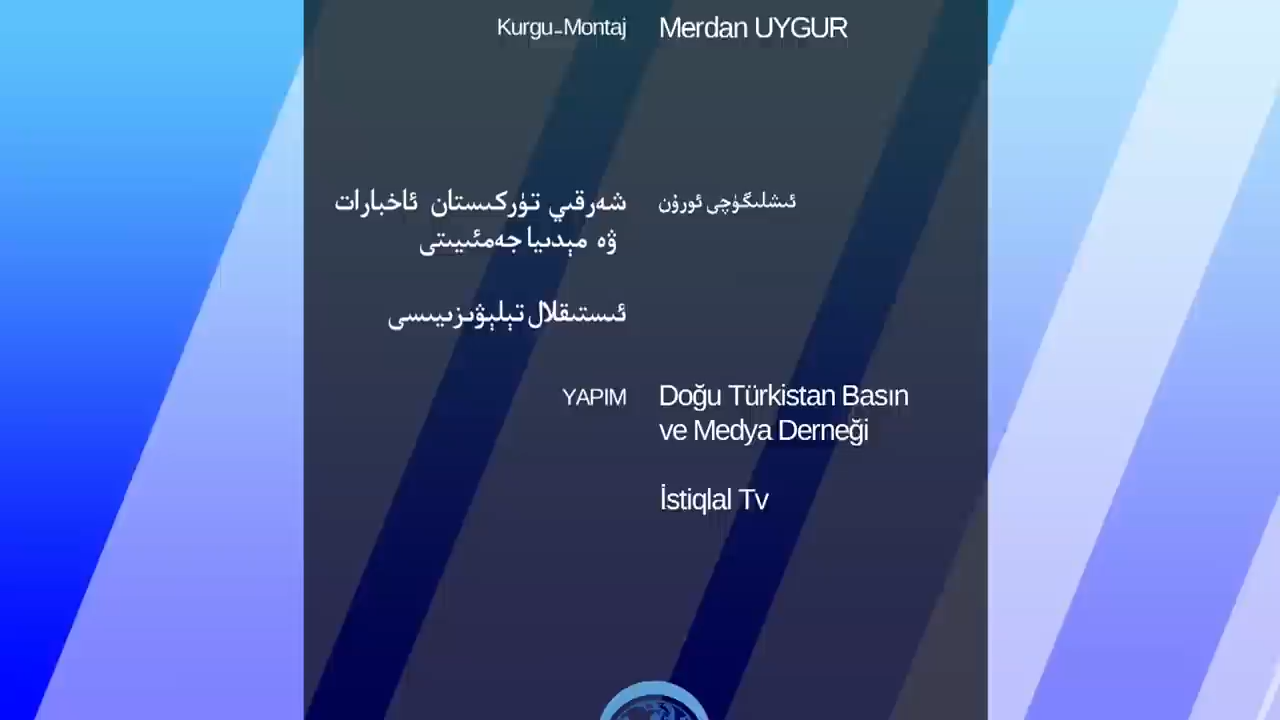 Kurgu-Montaj Merdan UYGUR
شەرقىي تۈركىستان ئاخبارات ئىشلىگۈچى ئورۇن
ۋە مېدىيا جەمئىيىتى
ئىستىقلال تېلېۋىزىيىسى
YAPIM Doğu Türkistan Basın
ve Medya Derneği
İstiqlal Tv